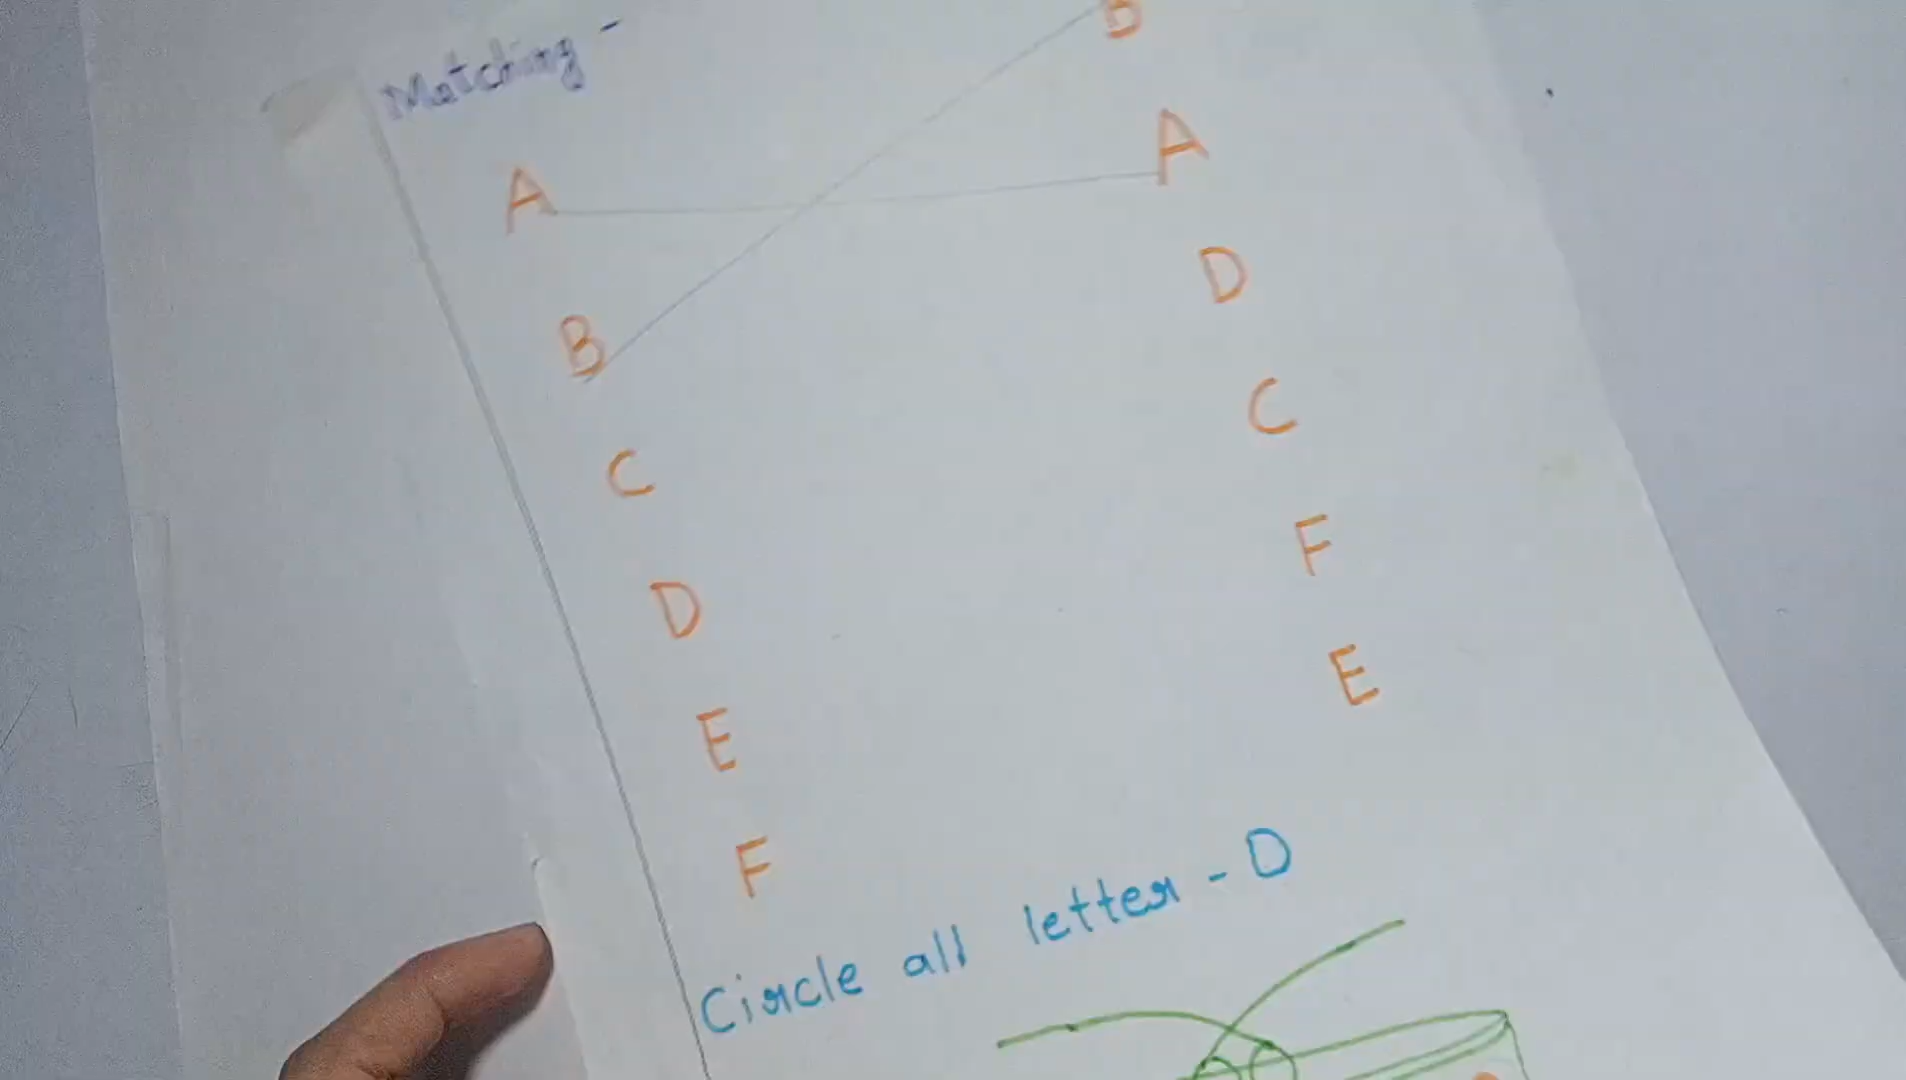 Matching -
A B
B A
C D
D C
E F
F E
Circle all letter - D